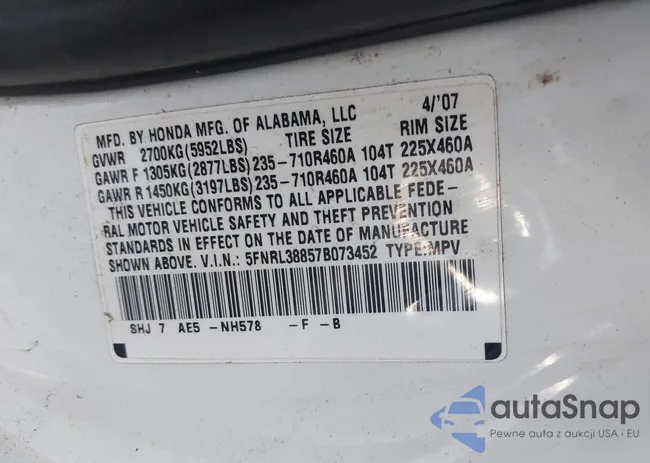 MFD. BY HONDA MFG. OF ALABAMA, LLC 4/'07
GVWR 2700KG(5952LBS) TIRE SIZE RIM SIZE
GAWR F 1305KG(2877LBS)235-710R460A 104T 225X460A
GAWR R1450KG(3197LBS)235-710R460A 104T 225X460A
THIS VEHICLE CONFORMS TO ALL APPLICABLE FEDE-
RAL MOTOR VEHICLE SAFETY AND THEFT PREVENTION
STANDARDS IN EFFECT ON THE DATE OF MANUFACTURE
SHOWN ABOVE. V.I.N.: 5FNRL38857B073452 TYPE:MPV
SHJ 7 AE5 -NH578 -F -B
autaSnap
Pewne auta z aukcji USA i EU